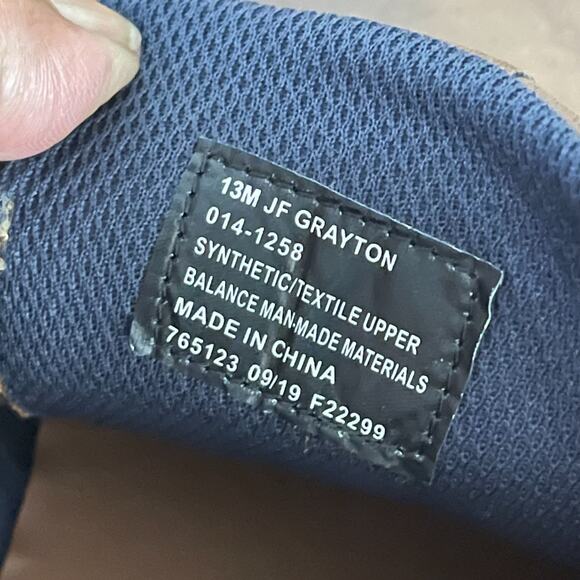 13M JF GRAYTON
014-1258
SYNTHETIC/TEXTILE UPPER
BALANCE MAN-MADE MATERIALS
MADE IN CHINA
765123 09/19 F22299